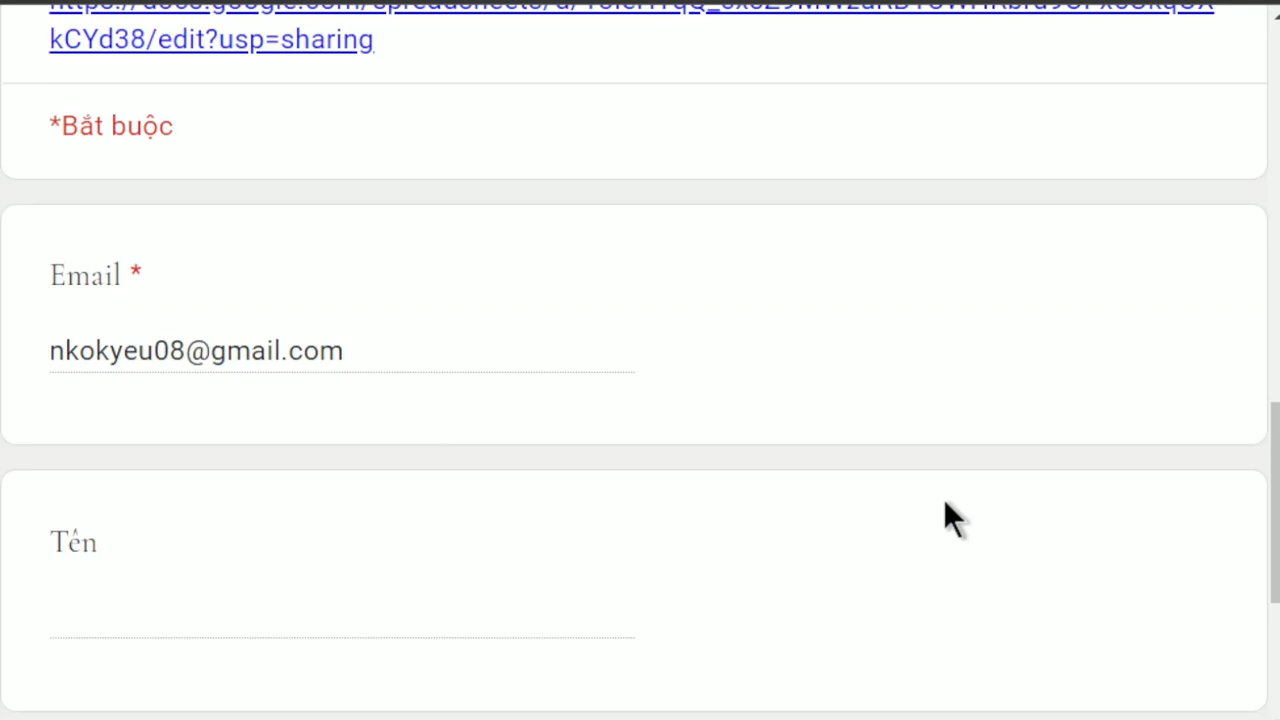 kCYd38/edit?usp=sharing
*Bắt buộc
Email *
nkokyeu08@gmail.com
Tên